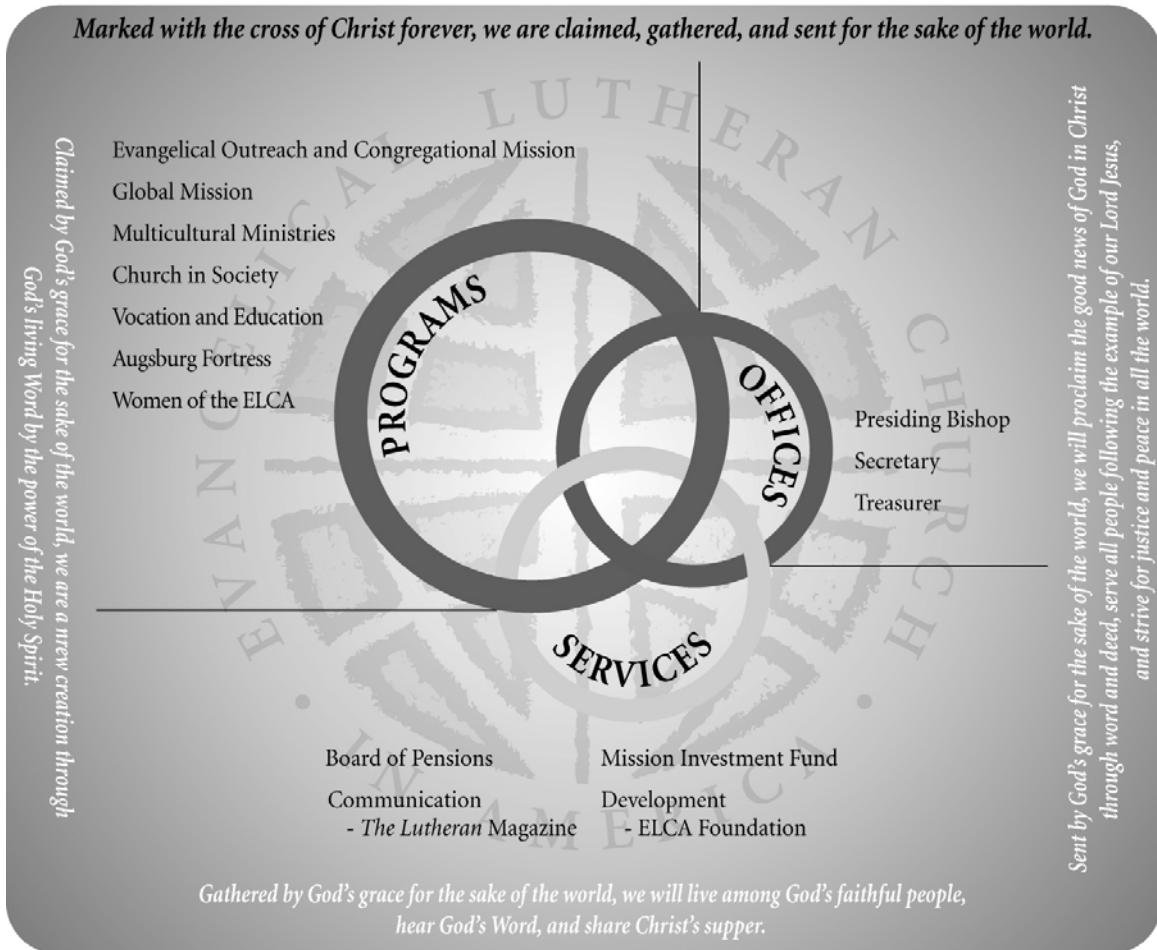 Marked with the cross of Christ forever, we are claimed, gathered, and sent for the sake of the world.
EVANGELICAL LUTHERAN CHURCH
IN AMERICA
Claimed by God's grace for the sake of the world, we are a nrew creation through
God's living Word by the power of the Holy Spirit.
Evangelical Outreach and Congregational Mission
Global Mission
Multicultural Ministries
Church in Society
Vocation and Education
Augsburg Fortress
Women of the ELCA
PROGRAMS
OFFICES
Presiding Bishop
Secretary
Treasurer
SERVICES
Board of Pensions
Communication
- The Lutheran Magazine
Mission Investment Fund
Development
- ELCA Foundation
Sent by God's grace for the sake of the world, we will proclaim the good news of God in Christ
through word and deed, serve all people following the example of our Lord Jesus,
and strive for justice and peace in all the world.
Gathered by God's grace for the sake of the world, we will live among God's faithful people,
hear God's Word, and share Christ's supper.